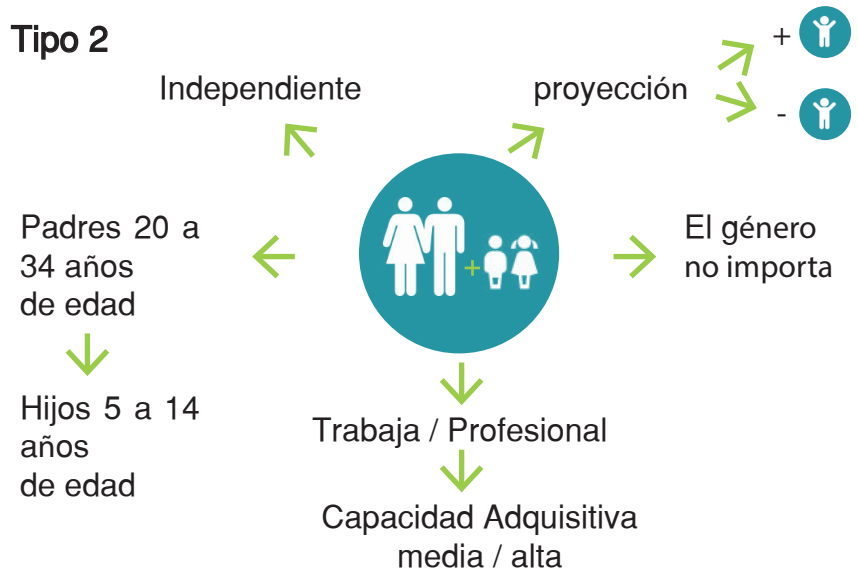 Tipo 2
Independiente
proyección
+
-
Padres 20 a
34 años
de edad
+
El género
no importa
Hijos 5 a 14
años
de edad
Trabaja / Profesional
Capacidad Adquisitiva
media / alta